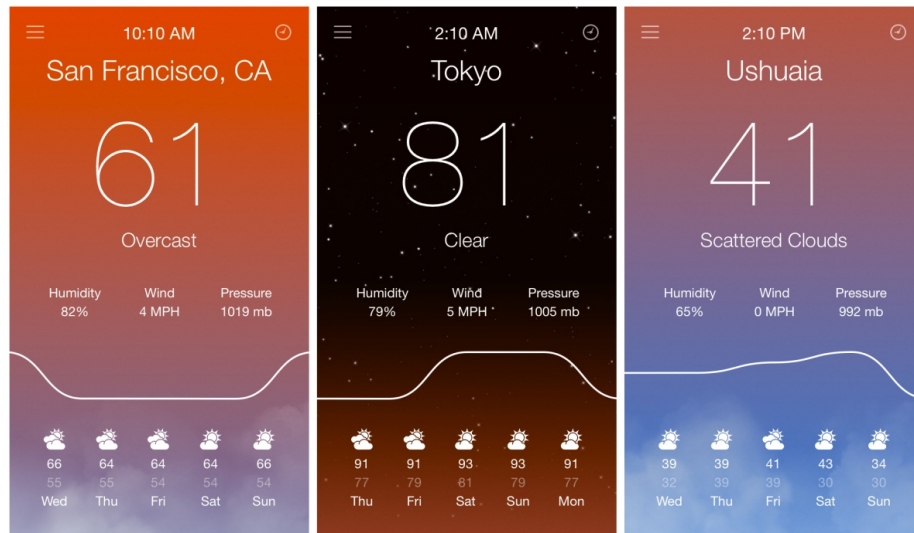 10:10 AM
San Francisco, CA
61
Overcast
Humidity Wind Pressure
82% 4 MPH 1019 mb
66 64 64 64 66
55 55 54 54 54
Wed Thu Fri Sat Sun
2:10 AM
Tokyo
81
Clear
Humidity Wind Pressure
79% 5 MPH 1005 mb
91 91 93 93 91
77 79 81 79 77
Thu Fri Sat Sun Mon
2:10 PM
Ushuaia
41
Scattered Clouds
Humidity Wind Pressure
65% 0 MPH 992 mb
39 39 41 43 34
32 39 39 30 30
Wed Thu Fri Sat Sun